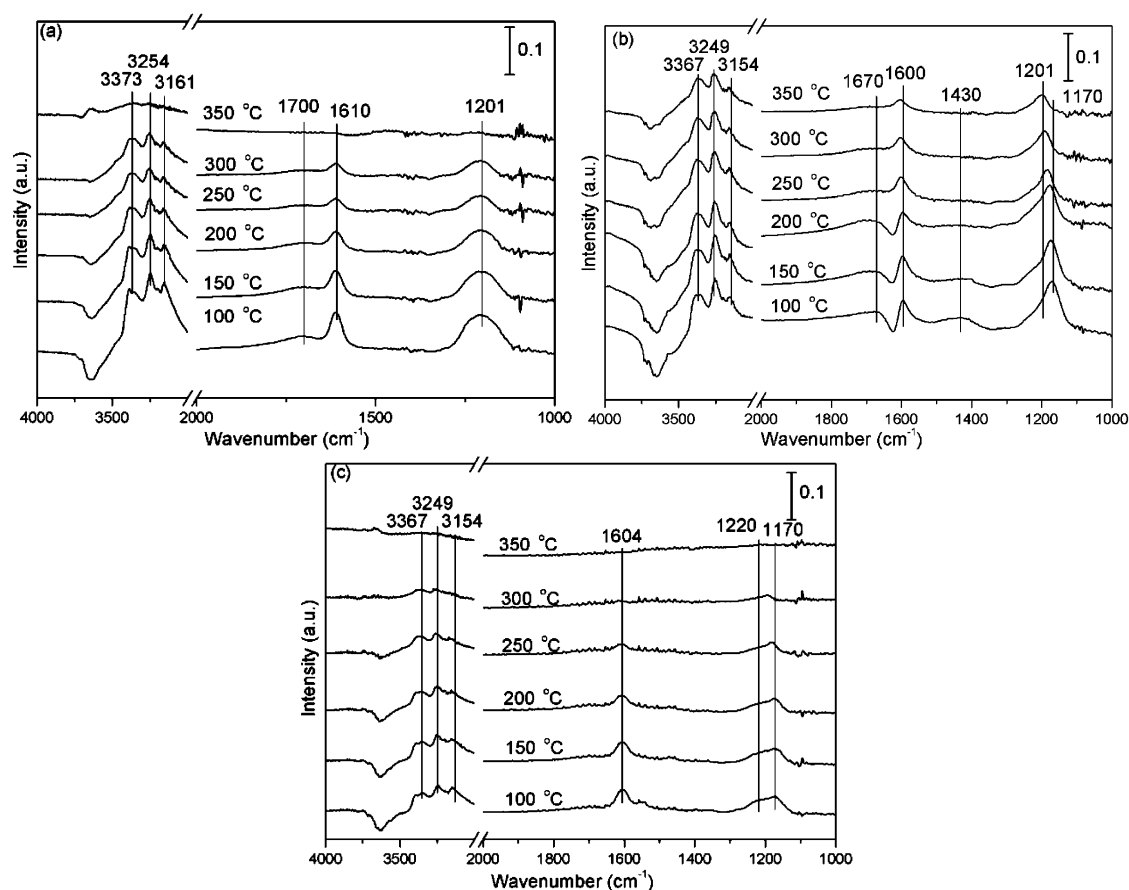 (a)
0.1
3254
3373 3161
350 °C
1700 1610 1201
300 °C
250 °C
200 °C
150 °C
100 °C
Intensity (a.u.)
4000 3500 2000 1500 1000
Wavenumber (cm-1)
(b)
0.1
3249
3367 3154
1670 1600 1430 1201 1170
350 °C
300 °C
250 °C
200 °C
150 °C
100 °C
Intensity (a.u.)
4000 3500 2000 1800 1600 1400 1200 1000
Wavenumber (cm-1)
(c)
0.1
3249
3367 3154
1604 1220 1170
350 °C
300 °C
250 °C
200 °C
150 °C
100 °C
Intensity (a.u.)
4000 3500 2000 1800 1600 1400 1200 1000
Wavenumber (cm-1)